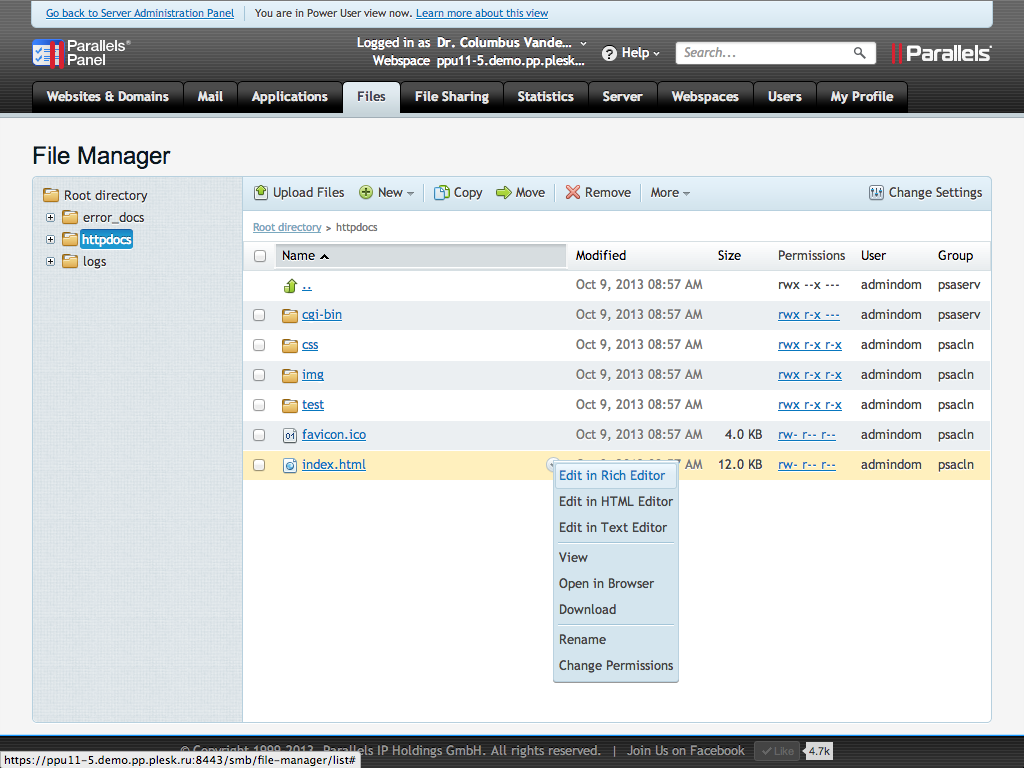 Go back to Server Administration Panel You are in Power User view now. Learn more about this view
Parallels® Panel
Logged in as Dr. Columbus Vande...
Webspace ppu11-5.demo.pp.plesk...
Help
Search...
Parallels®
Websites & Domains Mail Applications Files File Sharing Statistics Server Webspaces Users My Profile
File Manager
Root directory
error_docs
httpdocs
logs
Upload Files New Copy Move Remove More Change Settings
Root directory > httpdocs
Name Modified Size Permissions User Group
.. Oct 9, 2013 08:57 AM rwx --x --- admindom psaserv
cgi-bin Oct 9, 2013 08:57 AM rwx r-x --- admindom psaserv
css Oct 9, 2013 08:57 AM rwx r-x r-x admindom psacln
img Oct 9, 2013 08:57 AM rwx r-x r-x admindom psacln
test Oct 9, 2013 08:57 AM rwx r-x r-x admindom psacln
favicon.ico Oct 9, 2013 08:57 AM 4.0 KB rw- r-- r-- admindom psacln
index.html AM 12.0 KB rw- r-- r-- admindom psacln
Edit in Rich Editor
Edit in HTML Editor
Edit in Text Editor
View
Open in Browser
Download
Rename
Change Permissions
© Copyright 1999-2013 Parallels IP Holdings GmbH. All rights reserved. | Join Us on Facebook Like 4.7k
https://ppu11-5.demo.pp.plesk.ru:8443/smb/file-manager/list#